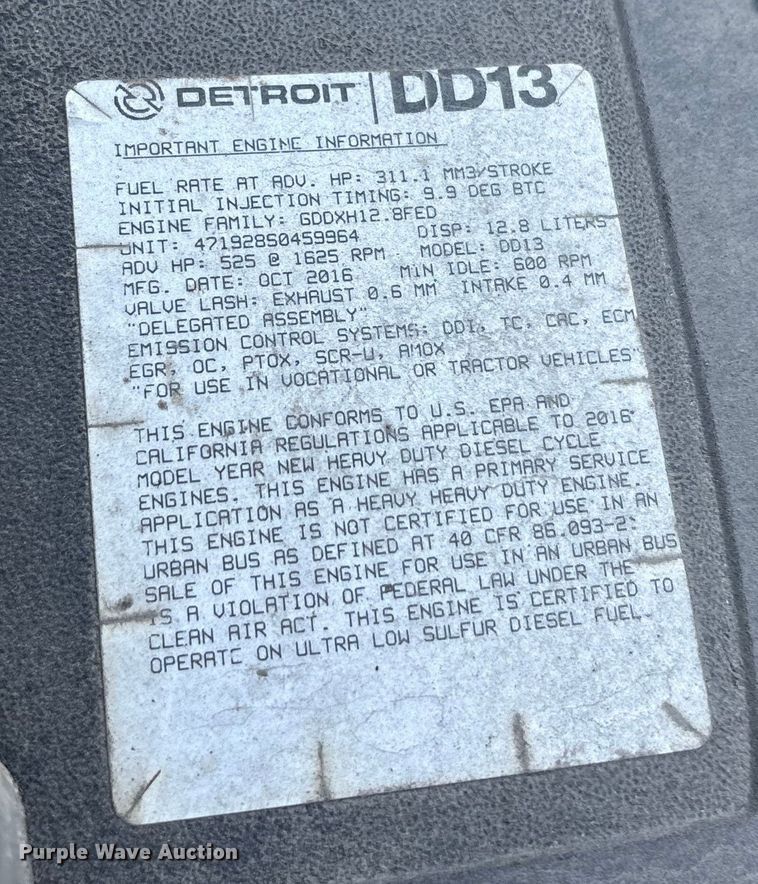 DETROIT | DD13
IMPORTANT ENGINE INFORMATION
FUEL RATE AT ADV. HP: 311.1 MM3/STROKE
INITIAL INJECTION TIMING: 9.9 DEG BTC
ENGINE FAMILY: GDDXH12.8FED DISP: 12.8 LITERS
UNIT: 471928S0459964 MODEL: DD13
ADV HP: 525 @ 1625 RPM MIN IDLE: 600 RPM
MFG. DATE: OCT 2016
VALVE LASH: EXHAUST 0.6 MM INTAKE 0.4 MM
"DELEGATED ASSEMBLY"
EMISSION CONTROL SYSTEMS: DDI, TC, CAC, ECM
EGR, OC, PTOX, SCR-U, AMOX
"FOR USE IN VOCATIONAL OR TRACTOR VEHICLES"
THIS ENGINE CONFORMS TO U.S. EPA AND
CALIFORNIA REGULATIONS APPLICABLE TO 2016
MODEL YEAR NEW HEAVY DUTY DIESEL CYCLE
ENGINES. THIS ENGINE HAS A PRIMARY SERVICE
APPLICATION AS A HEAVY HEAVY DUTY ENGINE.
THIS ENGINE IS NOT CERTIFIED FOR USE IN AN
URBAN BUS AS DEFINED AT 40 CFR 86.093-2.
SALE OF THIS ENGINE FOR USE IN AN URBAN BUS
IS A VIOLATION OF FEDERAL LAW UNDER THE
CLEAN AIR ACT. THIS ENGINE IS CERTIFIED TO
OPERATE ON ULTRA LOW SULFUR DIESEL FUEL.
Purple Wave Auction